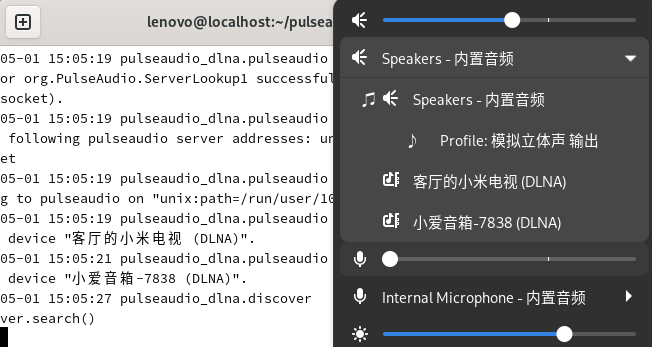 lenovo@localhost:~/pulsea
05-01 15:05:19 pulseaudio_dlna.pulseaudio
or org.PulseAudio.ServerLookup1 successful
socket).
05-01 15:05:19 pulseaudio_dlna.pulseaudio
following pulseaudio server addresses: un
et
05-01 15:05:19 pulseaudio_dlna.pulseaudio
g to pulseaudio on "unix:path=/run/user/10
05-01 15:05:19 pulseaudio_dlna.pulseaudio
device "客厅的小米电视 (DLNA)".
05-01 15:05:21 pulseaudio_dlna.pulseaudio
device "小爱音箱-7838 (DLNA)".
05-01 15:05:27 pulseaudio_dlna.discover
ver.search()
Speakers - 内置音频
Speakers - 内置音频
Profile: 模拟立体声 输出
客厅的小米电视 (DLNA)
小爱音箱-7838 (DLNA)
Internal Microphone - 内置音频